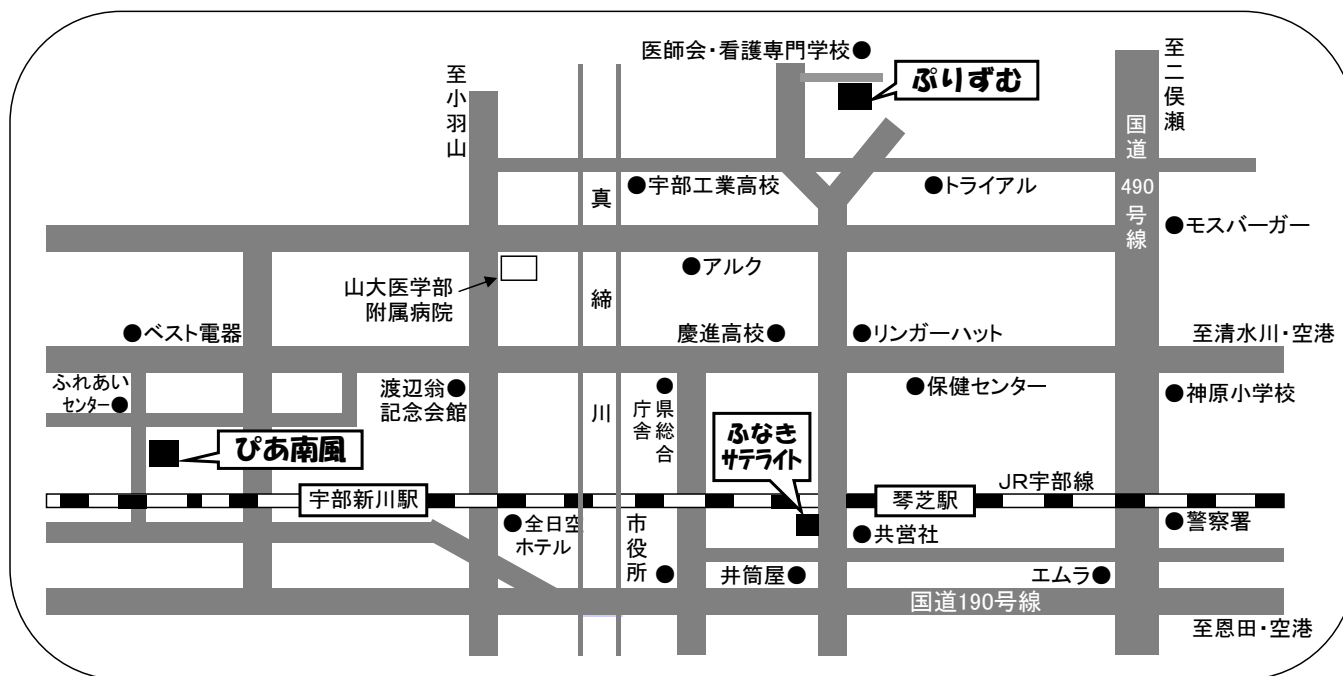 医師会・看護専門学校●
ぷりずむ
至小羽山
至二俣瀬
国道490号線
真締川
●宇部工業高校
●トライアル
●モスバーガー
●アルク
山大医学部
附属病院
●ベスト電器
慶進高校●
●リンガーハット
至清水川・空港
ふれあい
センター●
渡辺翁●
記念会館
●県総合
庁舎
●保健センター
●神原小学校
ぴあ南風
ふなき
サテライト
JR宇部線
宇部新川駅
琴芝駅
●全日空
ホテル
市役所●
●共営社
●警察署
井筒屋●
エムラ●
国道190号線
至恩田・空港